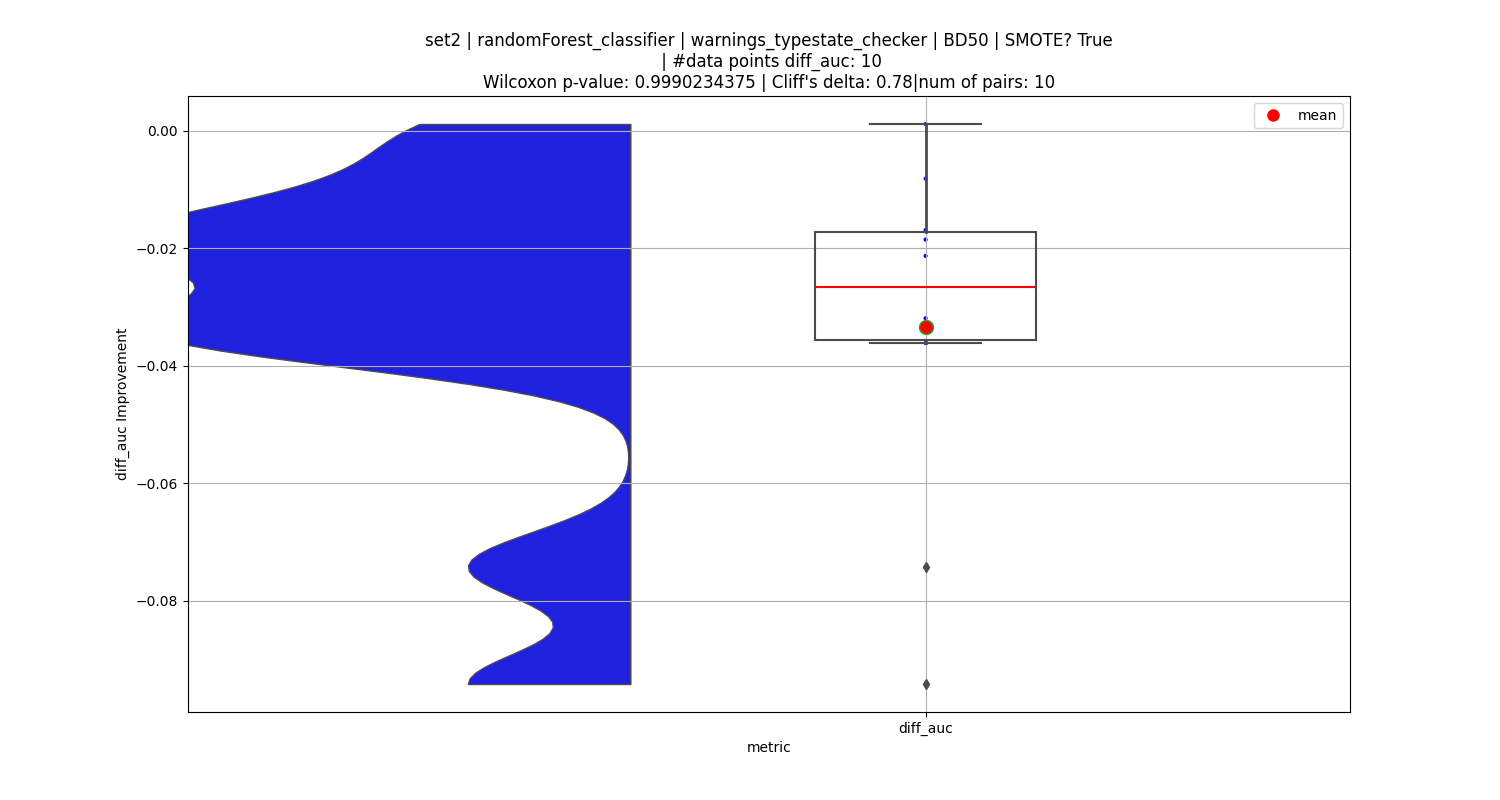 set2 | randomForest_classifier | warnings_typestate_checker | BD50 | SMOTE? True
| #data points diff_auc: 10
Wilcoxon p-value: 0.9990234375 | Cliff's delta: 0.78|num of pairs: 10
mean
0.00
−0.02
−0.04
−0.06
−0.08
diff_auc Improvement
diff_auc
metric